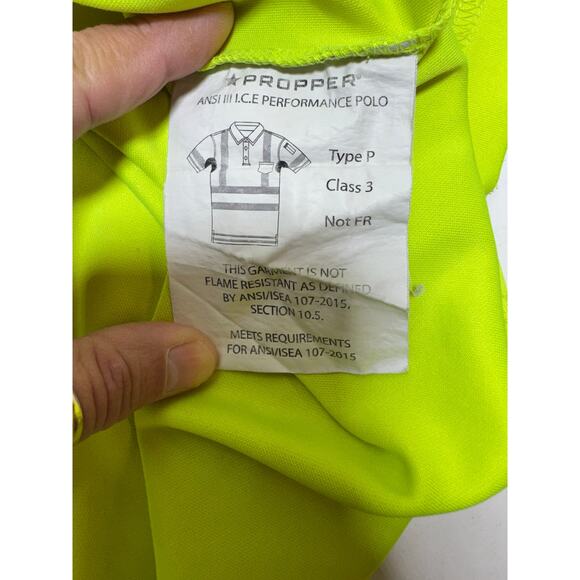 ★PROPPER®
ANSI III I.C.E PERFORMANCE POLO
Type P
Class 3
Not FR
THIS GARMENT IS NOT
FLAME RESISTANT AS DEFINED
BY ANSI/ISEA 107-2015,
SECTION 10.5.
MEETS REQUIREMENTS
FOR ANSI/ISEA 107-2015